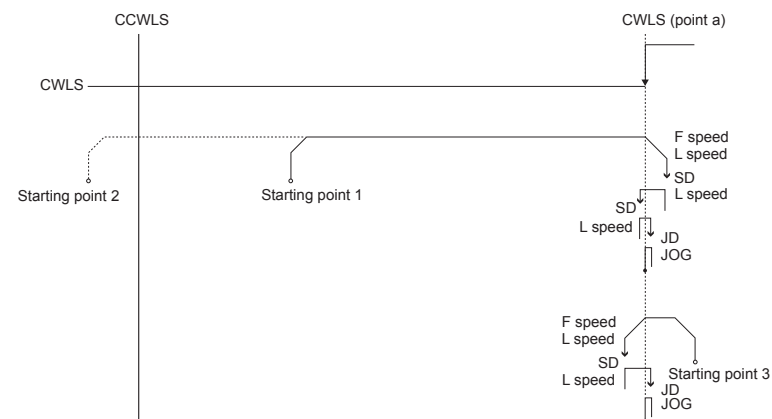 CCWLS
CWLS (point a)
CWLS
F speed
L speed
SD
L speed
Starting point 2
Starting point 1
SD
L speed
JD
JOG
F speed
L speed
SD
L speed
Starting point 3
JD
JOG